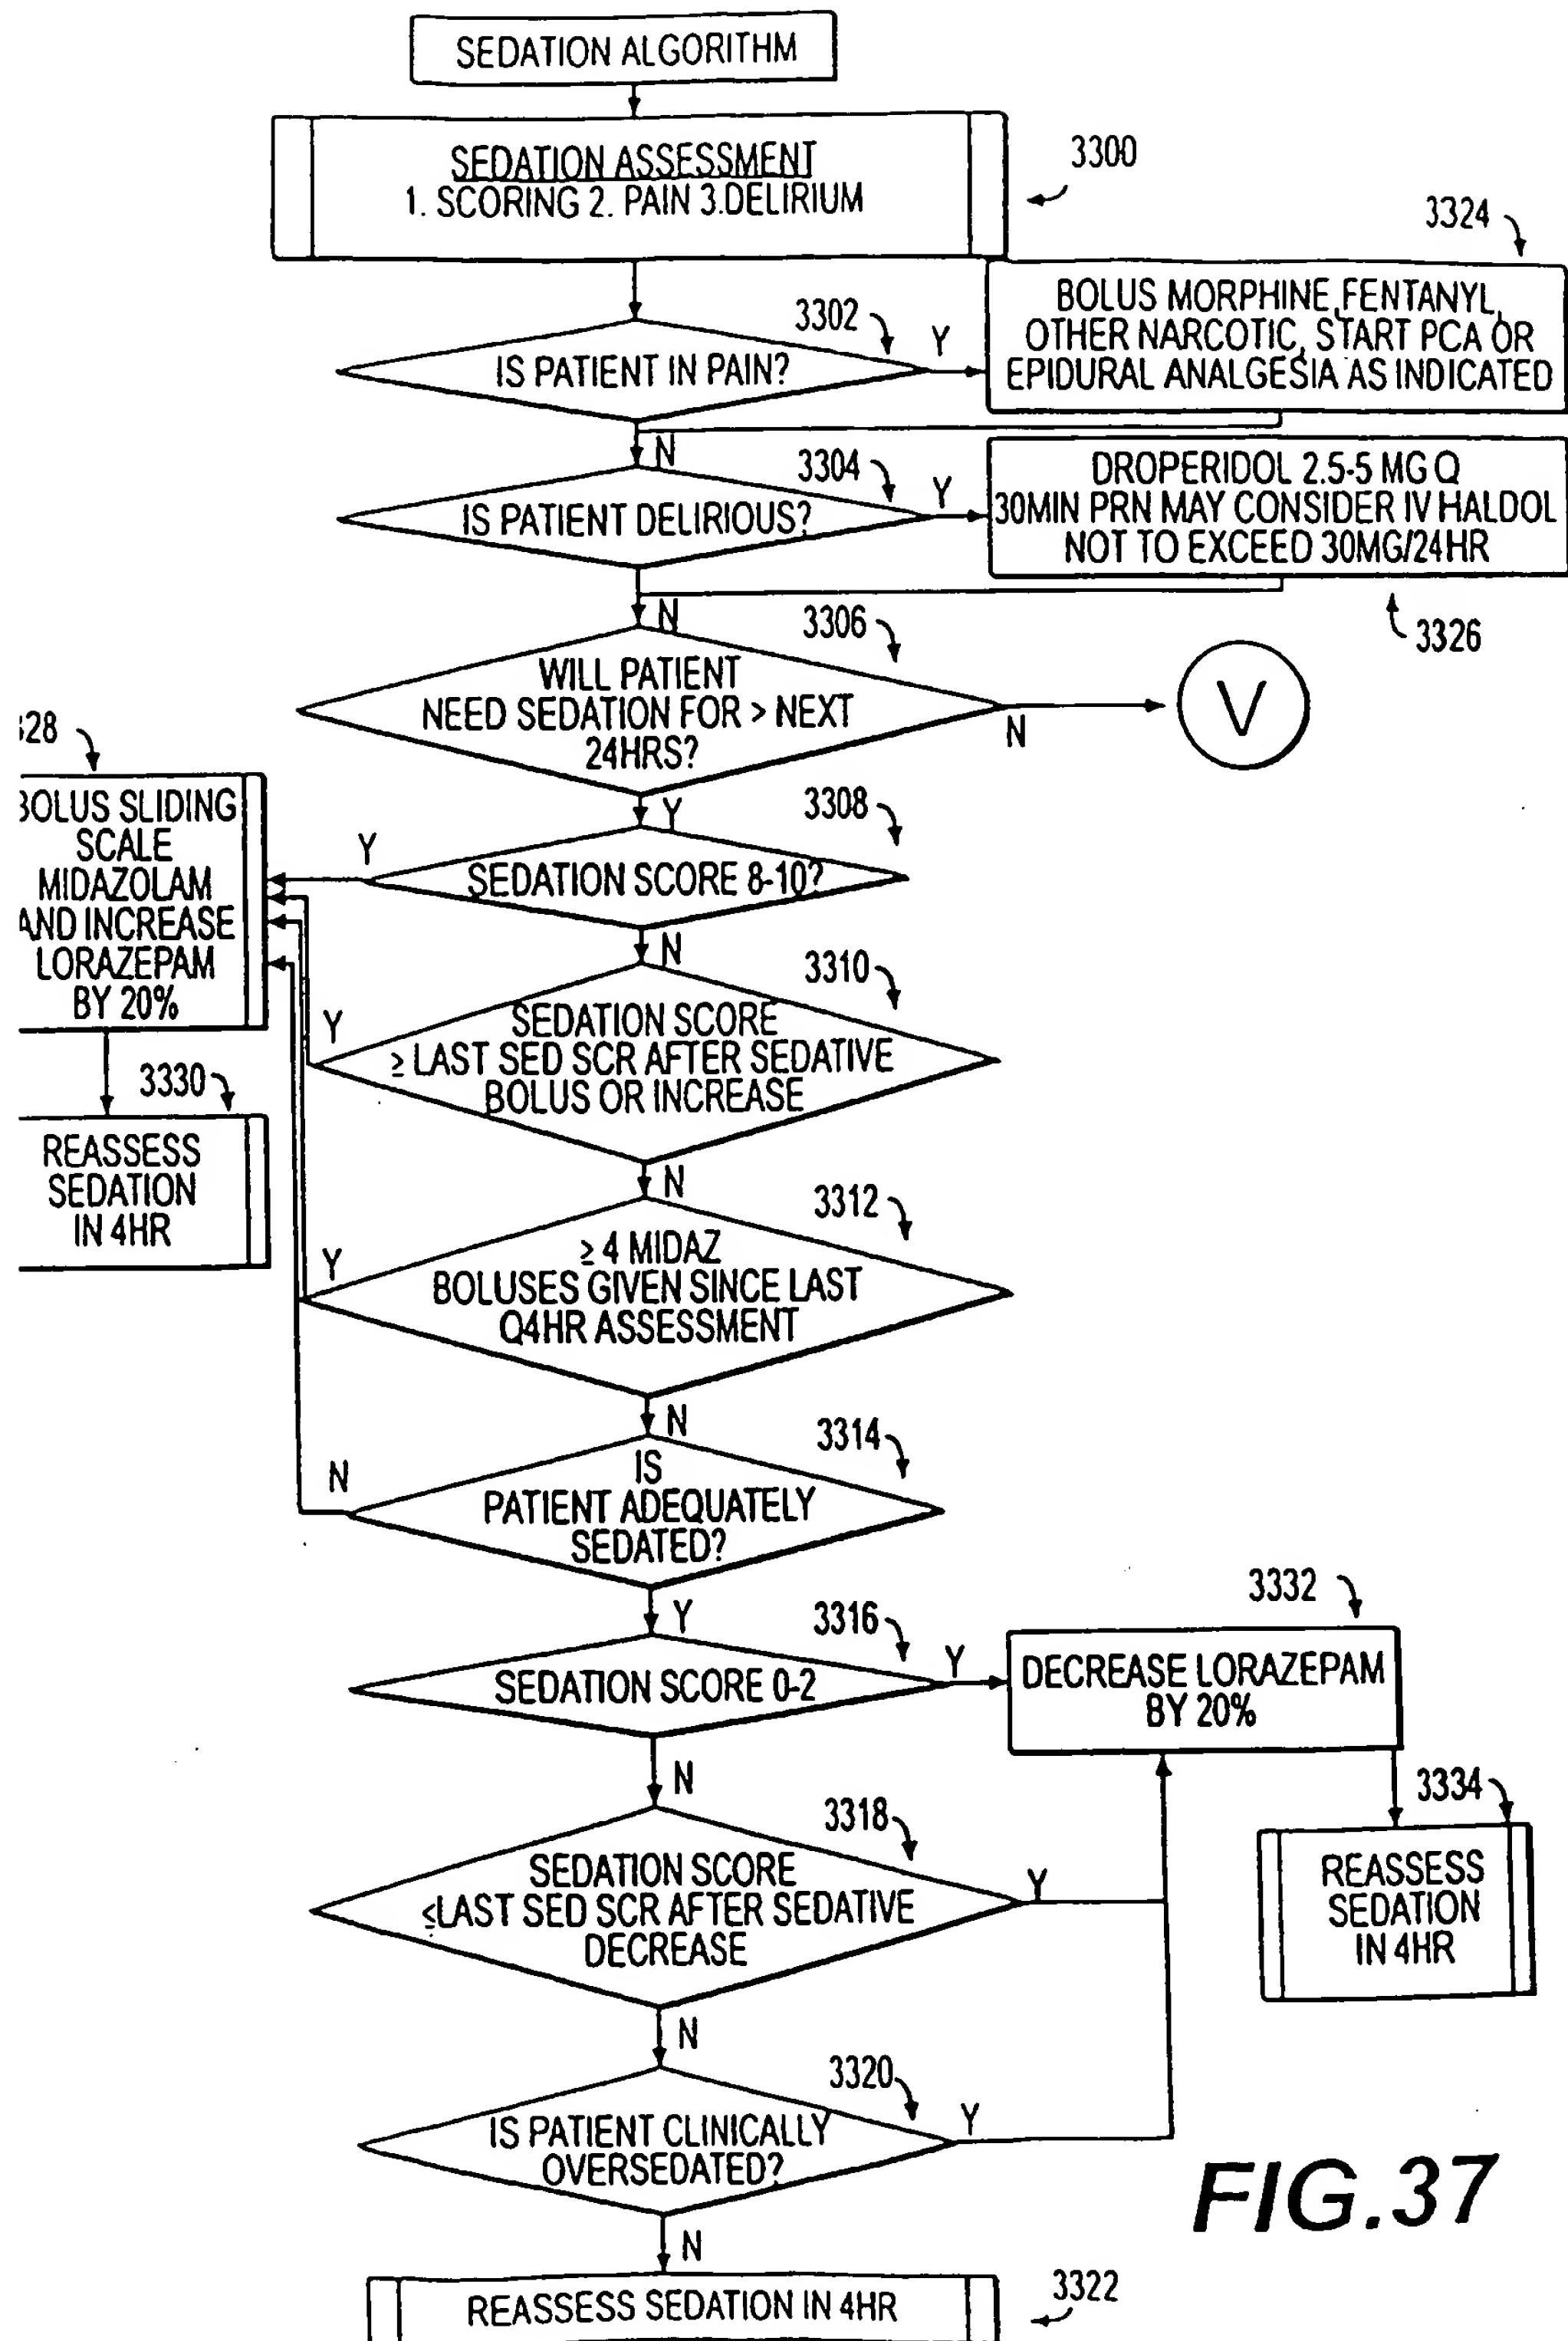 SEDATION ALGORITHM
SEDATION ASSESSMENT
1. SCORING 2. PAIN 3.DELIRIUM
3300
3324
BOLUS MORPHINE, FENTANYL,
OTHER NARCOTIC, START PCA OR
EPIDURAL ANALGESIA AS INDICATED
3302
Y
IS PATIENT IN PAIN?
N
3304
Y
IS PATIENT DELIRIOUS?
DROPERIDOL 2.5-5 MG Q
30MIN PRN MAY CONSIDER IV HALDOL
NOT TO EXCEED 30MG/24HR
3326
N
3306
WILL PATIENT
NEED SEDATION FOR > NEXT
24HRS?
N
V
Y
28
BOLUS SLIDING
SCALE
MIDAZOLAM
AND INCREASE
LORAZEPAM
BY 20%
3308
Y
SEDATION SCORE 8-10?
N
3310
Y
SEDATION SCORE
≥ LAST SED SCR AFTER SEDATIVE
BOLUS OR INCREASE
N
3330
REASSESS
SEDATION
IN 4HR
3312
Y
≥ 4 MIDAZ
BOLUSES GIVEN SINCE LAST
Q4HR ASSESSMENT
N
3314
N
IS
PATIENT ADEQUATELY
SEDATED?
Y
3316
Y
SEDATION SCORE 0-2
3332
DECREASE LORAZEPAM
BY 20%
N
3334
REASSESS
SEDATION
IN 4HR
3318
Y
SEDATION SCORE
≤LAST SED SCR AFTER SEDATIVE
DECREASE
N
3320
Y
IS PATIENT CLINICALLY
OVERSEDATED?
N
FIG.37
REASSESS SEDATION IN 4HR
3322